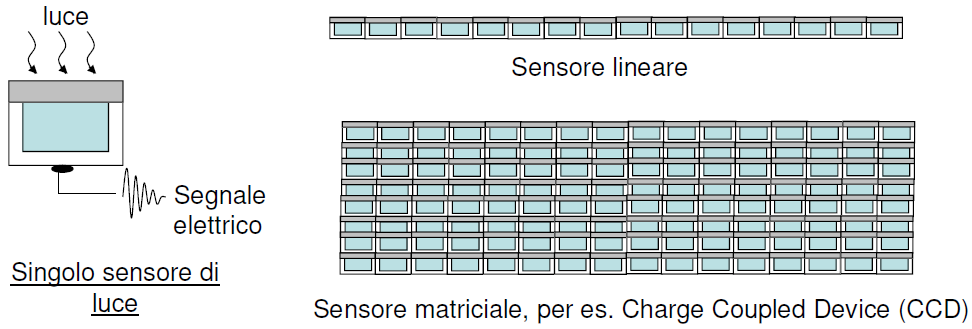 luce
Segnale
elettrico
Singolo sensore di
luce
Sensore lineare
Sensore matriciale, per es. Charge Coupled Device (CCD)